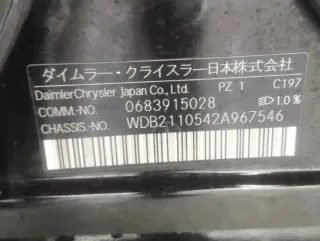 ダイムラー・クライスラー日本株式会社
DaimlerChrysler Japan Co., Ltd. PZ 1 C197
COMM.-NO. 0683915028 1.0%
CHASSIS.-NO. WDB2110542A967546